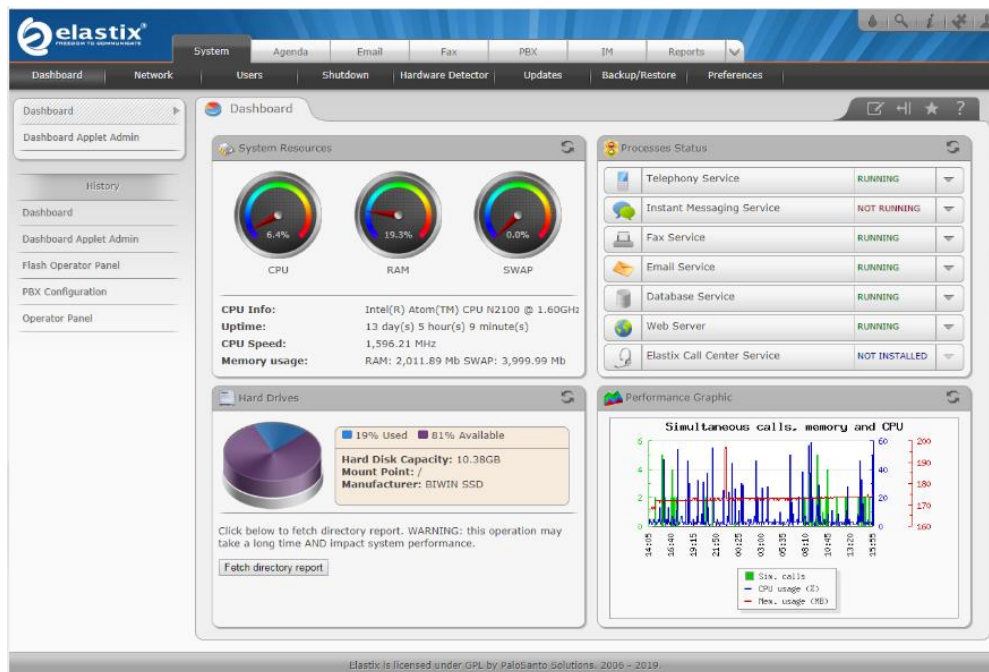 elastix®
FREEDOM TO COMMUNICATE
System Agenda Email Fax PBX IM Reports
Dashboard Network Users Shutdown Hardware Detector Updates Backup/Restore Preferences
Dashboard
Dashboard Applet Admin
History
Dashboard
Dashboard Applet Admin
Flash Operator Panel
PBX Configuration
Operator Panel
Dashboard
System Resources
6.4% 19.3% 0.0%
CPU RAM SWAP
CPU Info: Intel(R) Atom(TM) CPU N2100 @ 1.60GHz
Uptime: 13 day(s) 5 hour(s) 9 minute(s)
CPU Speed: 1,596.21 MHz
Memory usage: RAM: 2,011.89 Mb SWAP: 3,999.99 Mb
Processes Status
Telephony Service RUNNING
Instant Messaging Service NOT RUNNING
Fax Service RUNNING
Email Service RUNNING
Database Service RUNNING
Web Server RUNNING
Elastix Call Center Service NOT INSTALLED
Hard Drives
19% Used 81% Available
Hard Disk Capacity: 10.38GB
Mount Point: /
Manufacturer: BIWIN SSD
Click below to fetch directory report. WARNING: this operation may
take a long time AND impact system performance.
Fetch directory report
Performance Graphic
Simultaneous calls, memory and CPU
6 60 200
190
4 40
180
2 20
170
0 0 160
14:05 16:40 19:15 21:50 00:25 03:00 05:35 08:10 10:45 13:20 15:55
Sim. calls
CPU usage (%)
Mem. usage (MB)
Elastix is licensed under GPL by PaloSanto Solutions. 2006 - 2019.